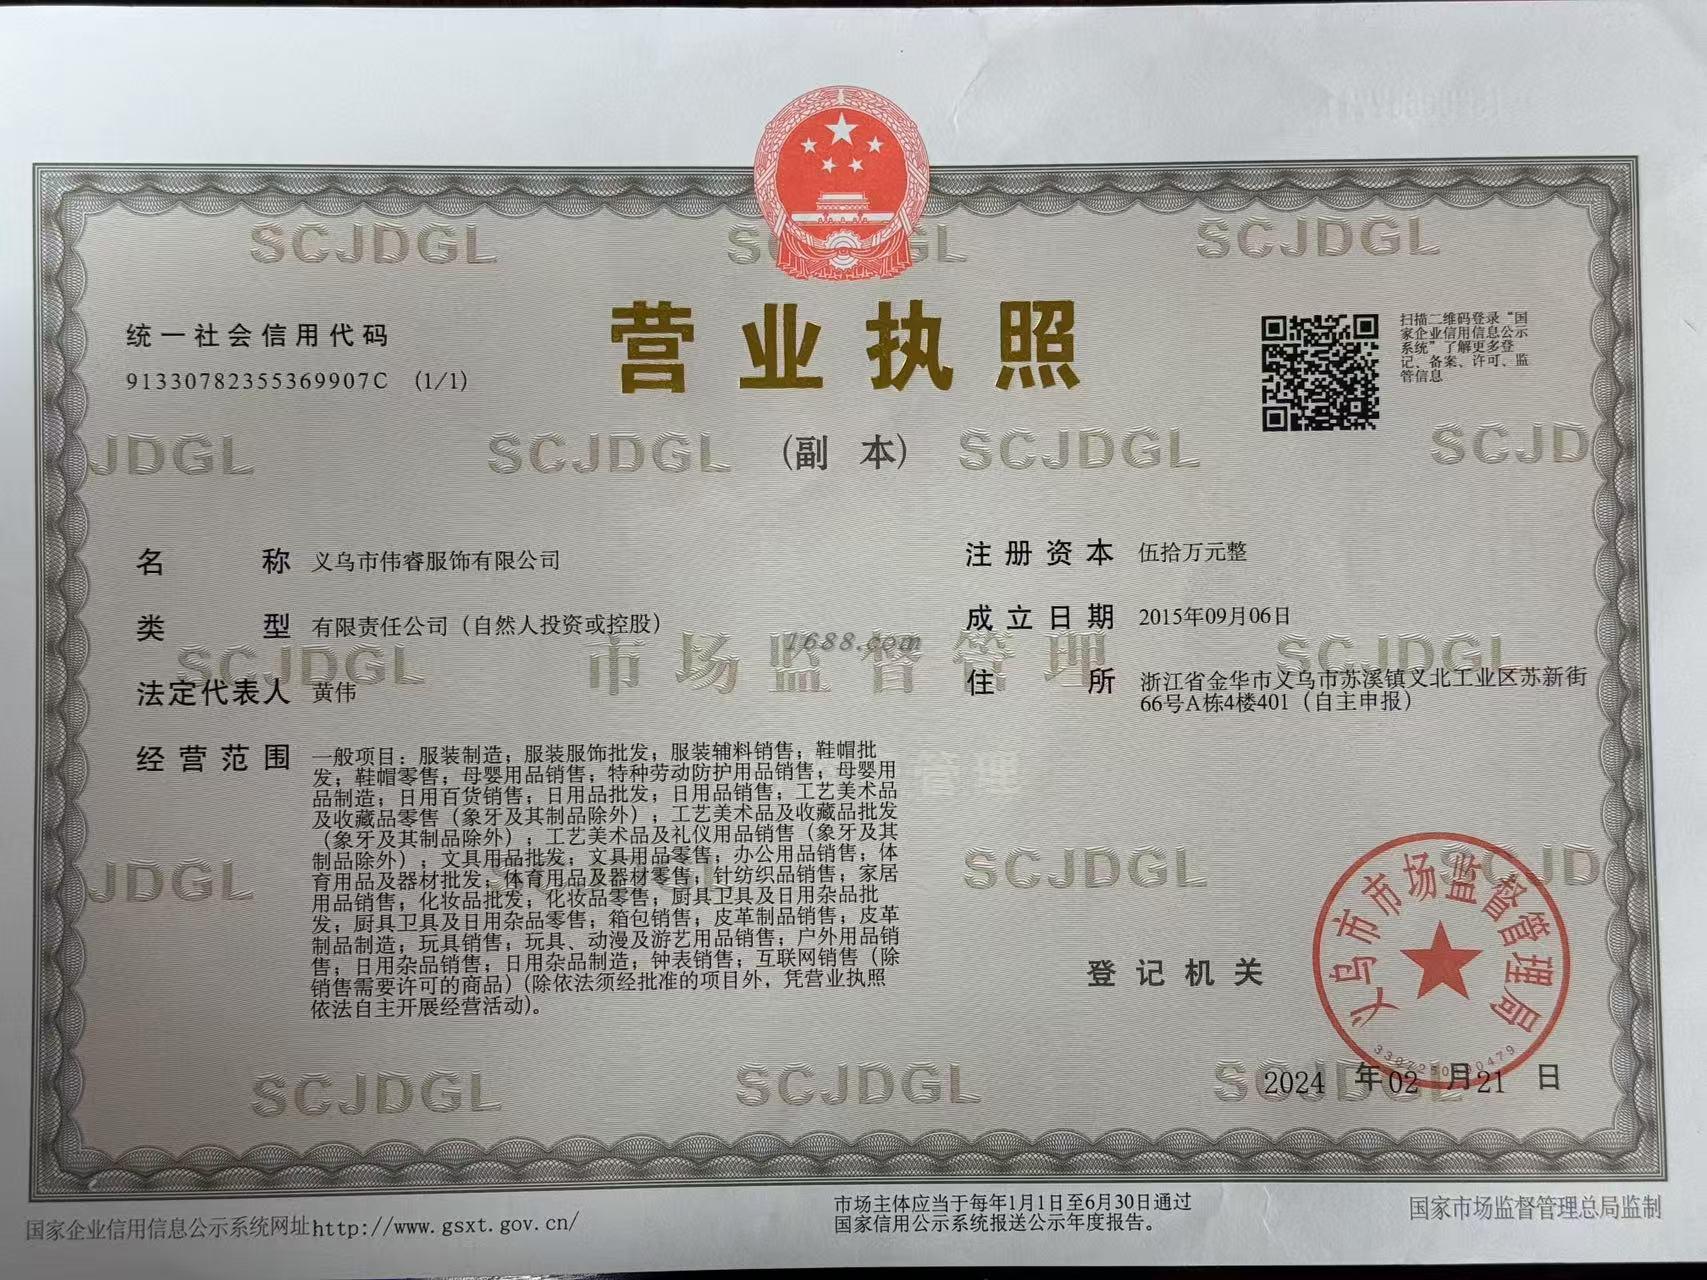 SCJDGL
SCJDGL
统一社会信用代码
91330782355369907C (1/1)
营业执照
(副 本)
扫描二维码登录“国
家企业信用信息公示
系统”了解更多登
记、备案、许可、监
管信息
JDGL
SCJDGL
SCJDGL
SCJD
名 称 义乌市伟睿服饰有限公司
类 型 有限责任公司（自然人投资或控股）
法定代表人 黄伟
经营范围 一般项目：服装制造；服装服饰批发；服装辅料销售；鞋帽批
发；鞋帽零售；母婴用品销售；特种劳动防护用品销售；母婴用
品制造；日用百货销售；日用品批发；日用品销售；工艺美术品
及收藏品零售（象牙及其制品除外）；工艺美术品及收藏品批发
（象牙及其制品除外）；工艺美术品及礼仪用品销售（象牙及其
制品除外）；文具用品批发；文具用品零售；办公用品销售；体
育用品及器材批发；体育用品及器材零售；针纺织品销售；家居
用品销售；化妆品批发；化妆品零售；厨具卫具及日用杂品批
发；厨具卫具及日用杂品零售；箱包销售；皮革制品销售；皮革
制品制造；玩具销售；玩具、动漫及游艺用品销售；户外用品销
售；日用杂品销售；日用杂品制造；钟表销售；互联网销售（除
销售需要许可的商品）(除依法须经批准的项目外，凭营业执照
依法自主开展经营活动)。
注册资本 伍拾万元整
成立日期 2015年09月06日
住 所 浙江省金华市义乌市苏溪镇义北工业区苏新街
66号A栋4楼401（自主申报）
SCJDGL
市场监督管理
1688.com
SCJDGL
管理
JDGL
SCJDGL
JD
登记机关
义乌市市场监督管理局
2024 年02 月21 日
SCJDGL
SCJDGL
国家企业信用信息公示系统网址http://www.gsxt.gov.cn/
市场主体应当于每年1月1日至6月30日通过
国家信用公示系统报送公示年度报告。
国家市场监督管理总局监制